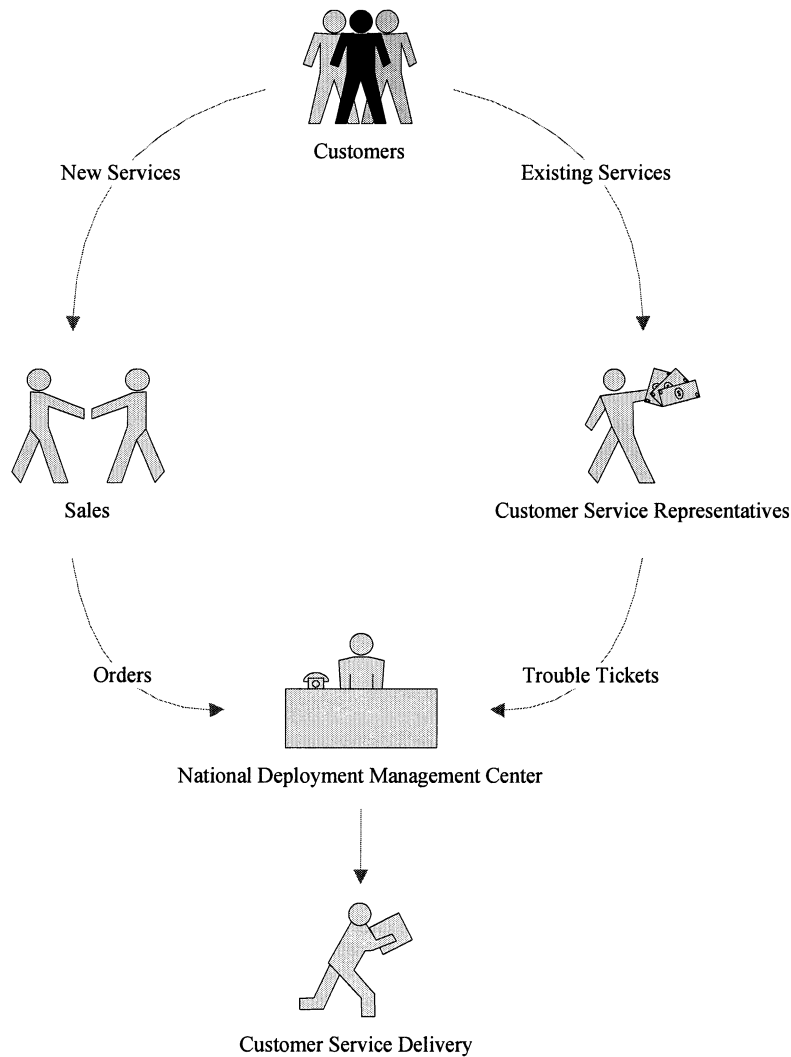 Customers
New Services
Existing Services
Sales
Customer Service Representatives
Orders
Trouble Tickets
National Deployment Management Center
Customer Service Delivery